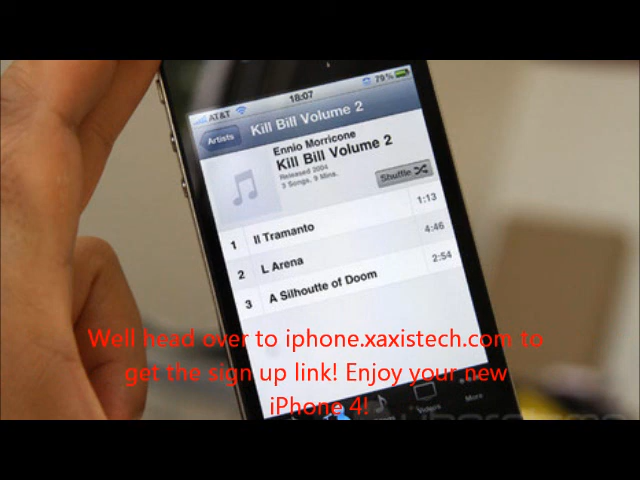 AT&T 18:07 79%
Artists Kill Bill Volume 2
Ennio Morricone
Kill Bill Volume 2
Released 2004
3 Songs, 9 Mins.
Shuffle
1 Il Tramanto 1:13
2 L Arena 4:46
3 A Silhoutte of Doom 2:54
Well head over to iphone.xaxistech.com to
get the sign up link! Enjoy your new
iPhone 4!
Videos
More